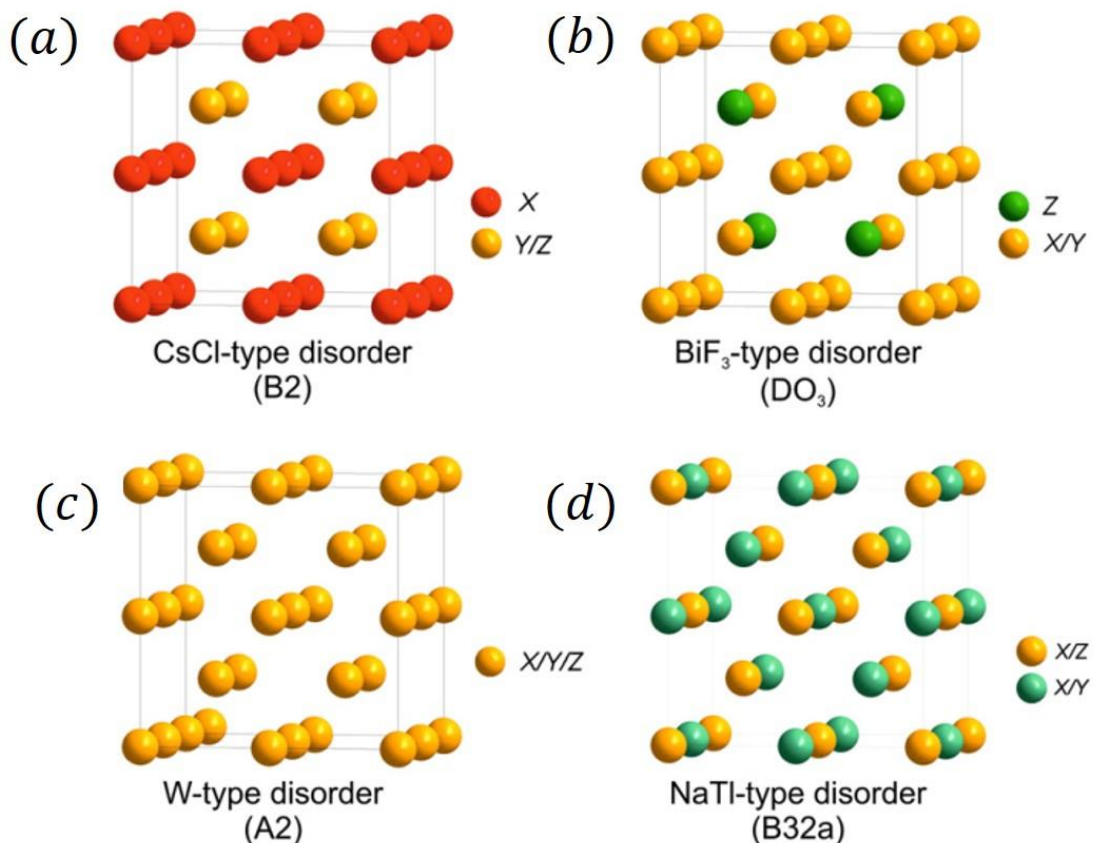 (a)
X
Y/Z
CsCl-type disorder
(B2)
(b)
Z
X/Y
BiF₃-type disorder
(DO₃)
(c)
X/Y/Z
W-type disorder
(A2)
(d)
X/Z
X/Y
NaTl-type disorder
(B32a)